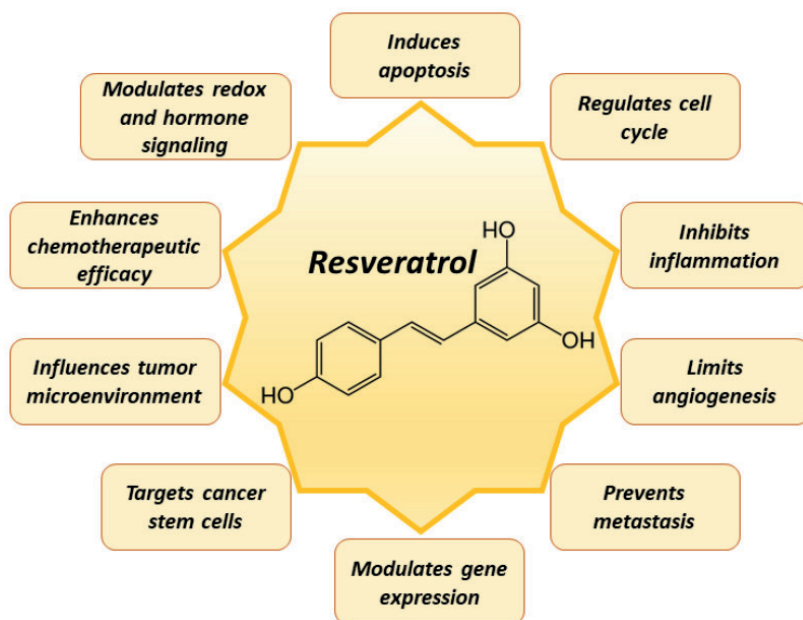 Induces
apoptosis
Regulates cell
cycle
Inhibits
inflammation
Limits
angiogenesis
Prevents
metastasis
Modulates gene
expression
Targets cancer
stem cells
Influences tumor
microenvironment
Enhances
chemotherapeutic
efficacy
Modulates redox
and hormone
signaling
Resveratrol
HO
OH
HO